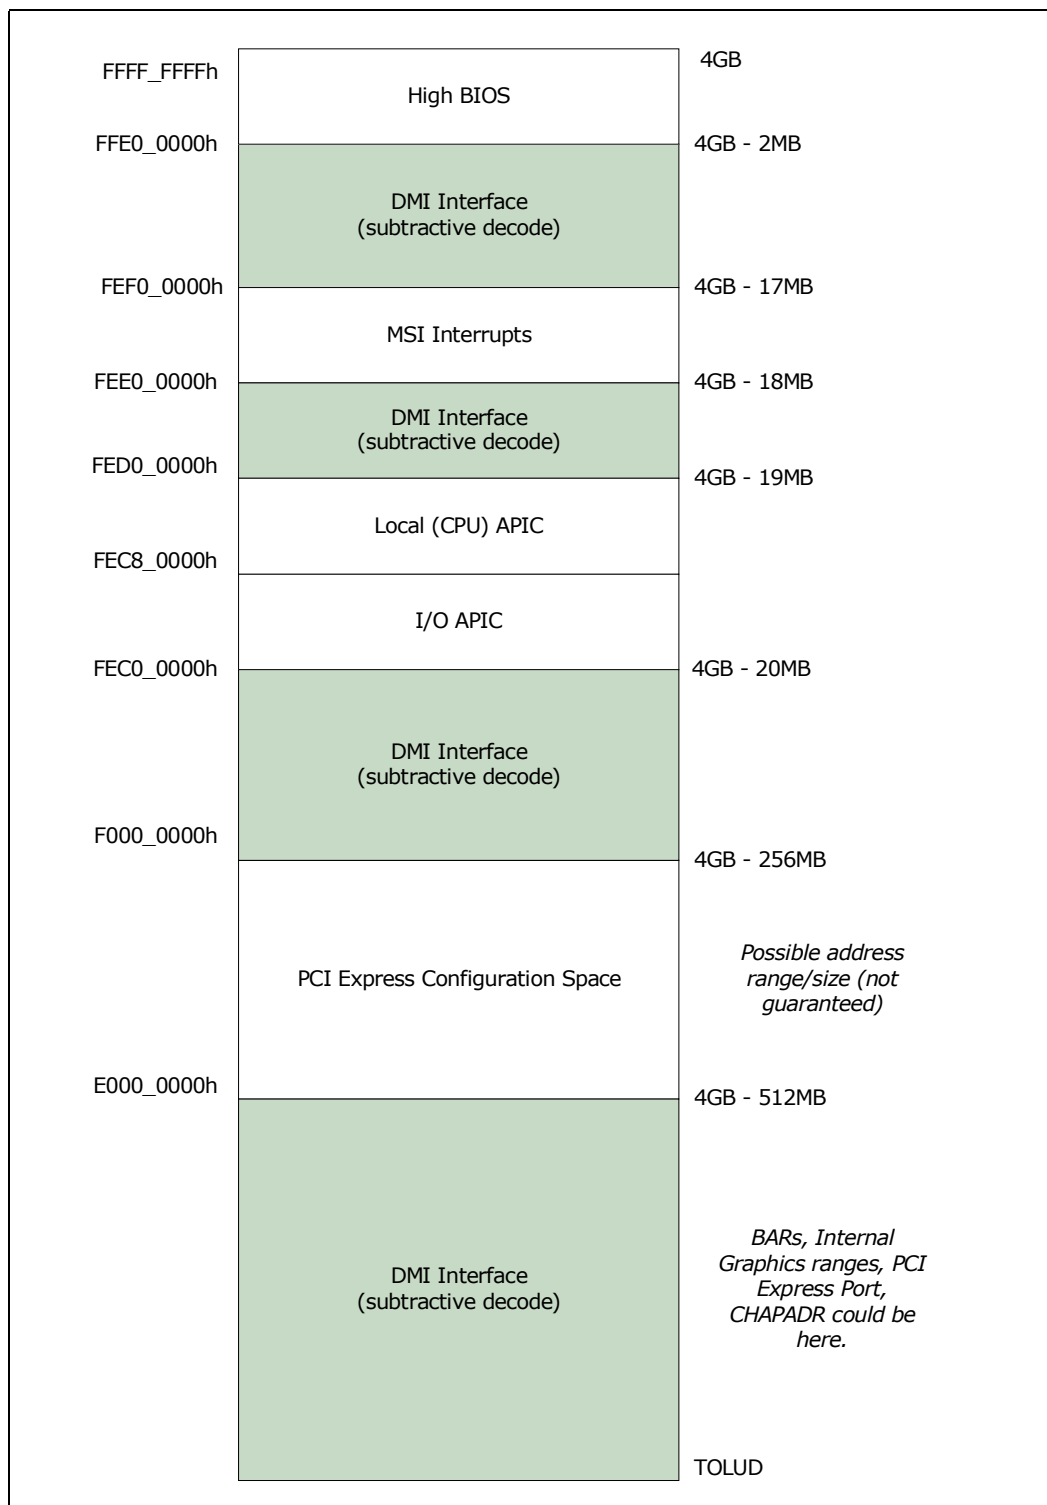 FFFF_FFFFh
4GB
High BIOS
FFE0_0000h
4GB - 2MB
DMI Interface
(subtractive decode)
FEF0_0000h
4GB - 17MB
MSI Interrupts
FEE0_0000h
4GB - 18MB
DMI Interface
(subtractive decode)
FED0_0000h
4GB - 19MB
Local (CPU) APIC
FEC8_0000h
I/O APIC
FEC0_0000h
4GB - 20MB
DMI Interface
(subtractive decode)
F000_0000h
4GB - 256MB
PCI Express Configuration Space
Possible address
range/size (not
guaranteed)
E000_0000h
4GB - 512MB
DMI Interface
(subtractive decode)
BARs, Internal
Graphics ranges, PCI
Express Port,
CHAPADR could be
here.
TOLUD